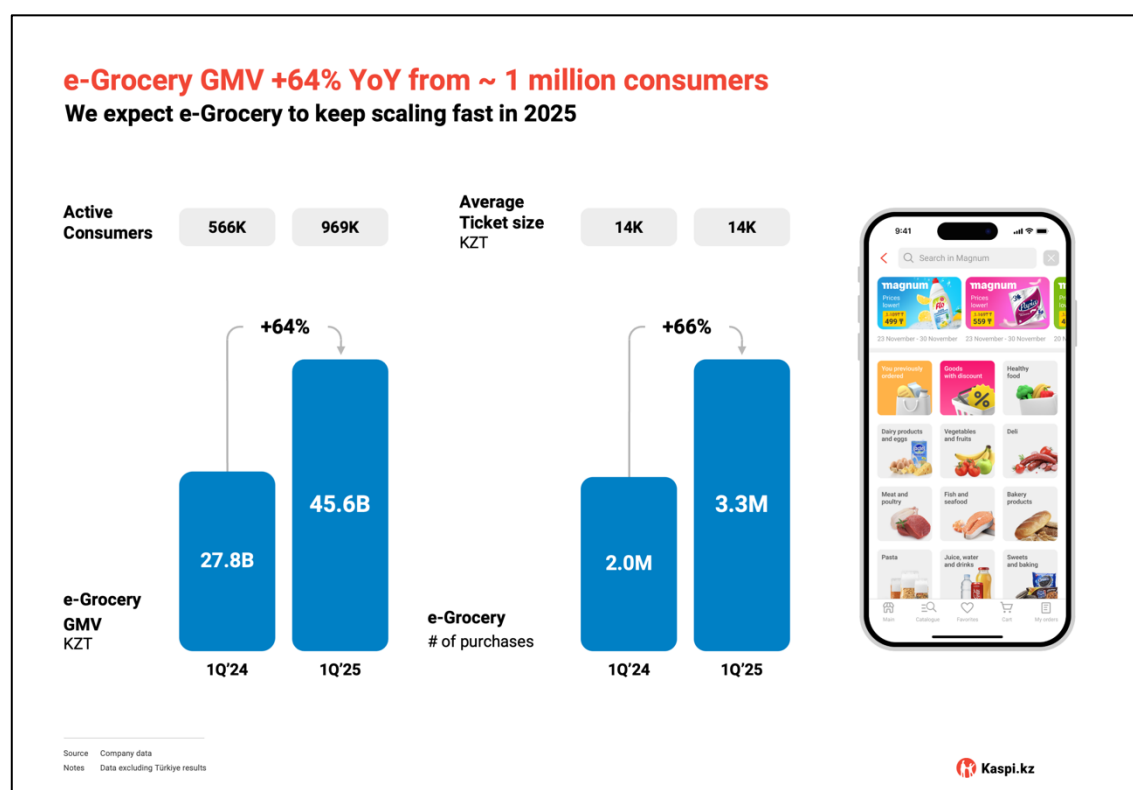 e-Grocery GMV +64% YoY from ~ 1 million consumers
We expect e-Grocery to keep scaling fast in 2025
Active
Consumers
566K
969K
+64%
27.8B
45.6B
e-Grocery
GMV
KZT
1Q'24
1Q'25
Average
Ticket size
KZT
14K
14K
+66%
2.0M
3.3M
e-Grocery
# of purchases
1Q'24
1Q'25
9:41
Search in Magnum
magnum
Prices
lower!
499 ₸
magnum
Prices
lower!
559 ₸
23 November - 30 November
23 November - 30 November
You previously
ordered
Goods
with discount
Healthy
food
Dairy products
and eggs
Vegetables
and fruits
Deli
Meat and
poultry
Fish and
seafood
Bakery
products
Pasta
Juice, water
and drinks
Sweets
and baking
Main
Catalogue
Favorites
Cart
My orders
Source Company data
Notes Data excluding Türkiye results
Kaspi.kz